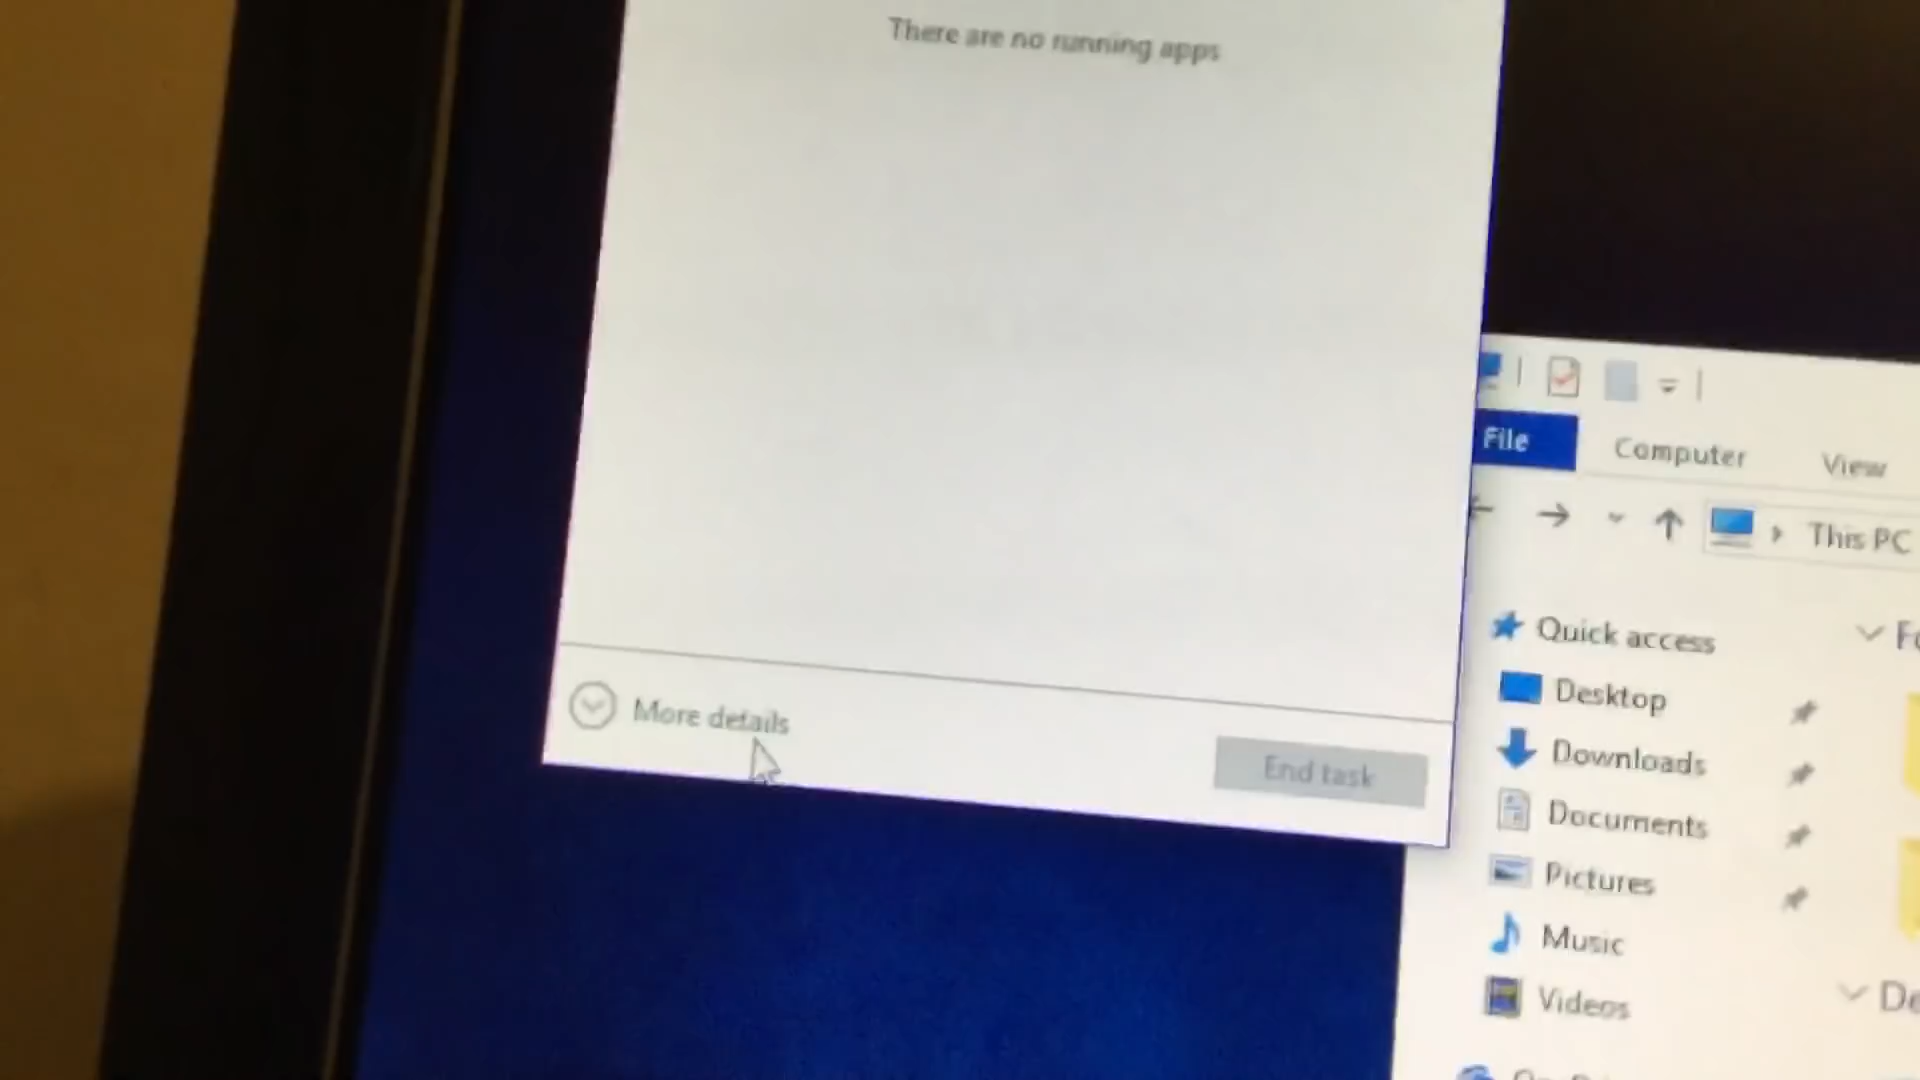 There are no running apps
File
Computer
View
This PC
Quick access
Desktop
Downloads
Documents
Pictures
Music
Videos
More details
End task